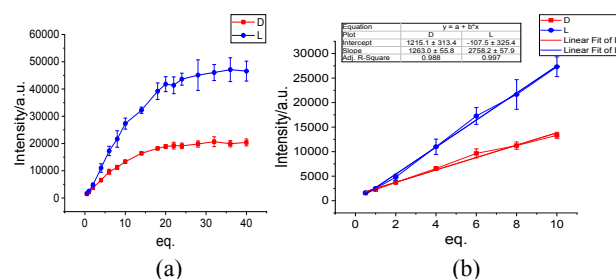 (a)
D
L
60000
50000
40000
30000
20000
10000
0
Intensity/a.u.
0 10 20 30 40
eq.
(a)
(b)
Equation y = a + b*x
Plot D L
Intercept 1215.1 ± 313.4 -107.5 ± 325.4
Slope 1263.0 ± 55.8 2758.2 ± 57.9
Adj. R-Square 0.988 0.997
D
L
Linear Fit of
Linear Fit of
30000
25000
20000
15000
10000
5000
0
Intensity/a.u.
0 2 4 6 8 10
eq.
(b)